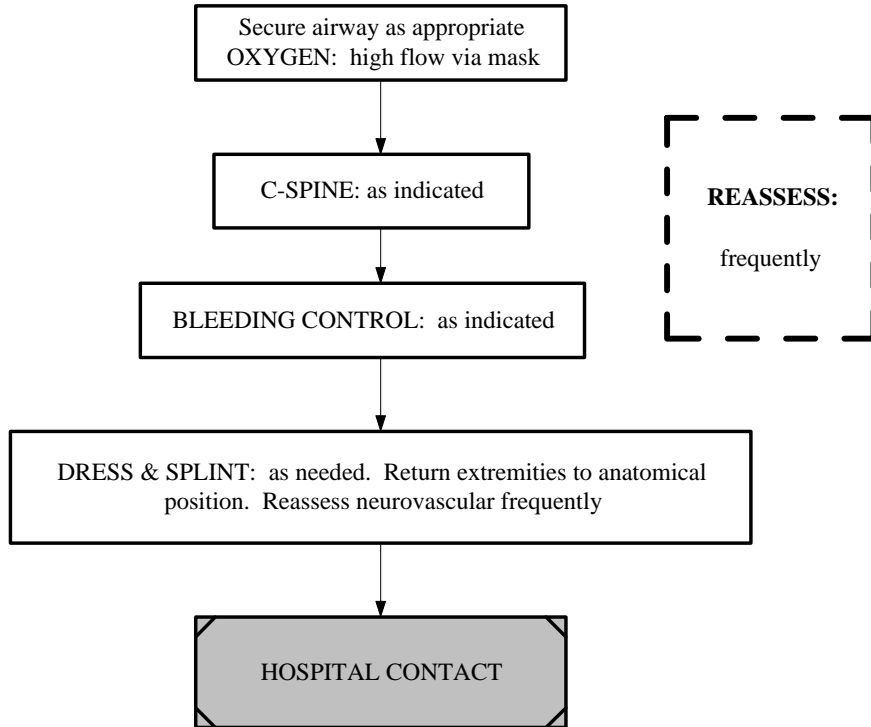 Secure airway as appropriate
OXYGEN:  high flow via mask
C-SPINE: as indicated
REASSESS:
frequently
BLEEDING CONTROL:  as indicated
DRESS & SPLINT:  as needed.  Return extremities to anatomical
position.  Reassess neurovascular frequently
HOSPITAL CONTACT